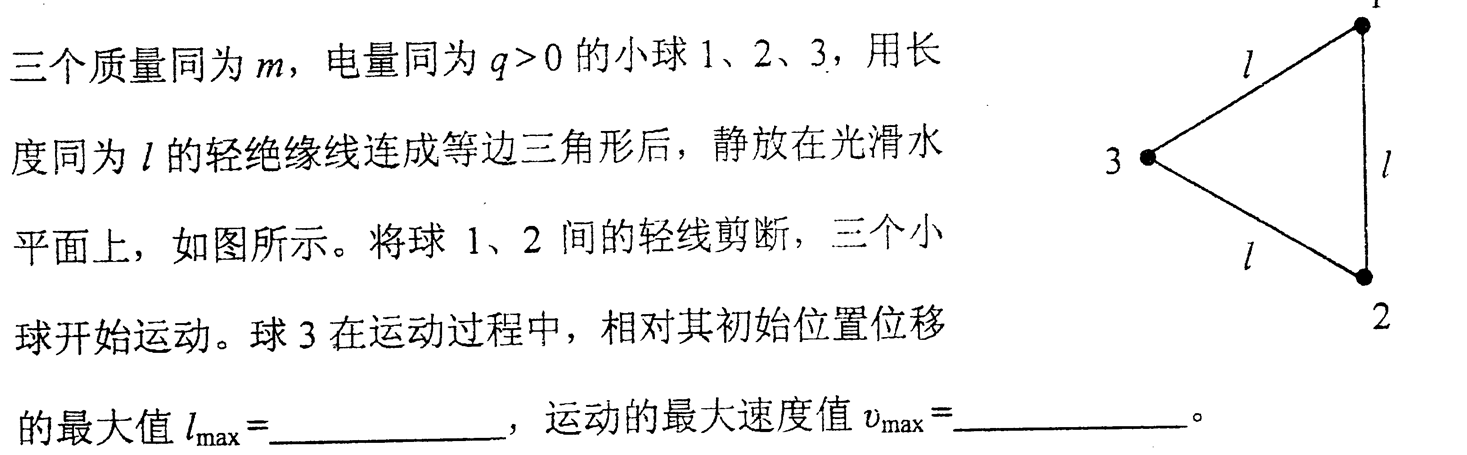 三个质量同为 m，电量同为 q>0 的小球 1、2、3，用长
度同为 l 的轻绝缘线连成等边三角形后，静放在光滑水
平面上，如图所示。将球 1、2 间的轻线剪断，三个小
球开始运动。球 3 在运动过程中，相对其初始位置位移
的最大值 lmax=____________，运动的最大速度值 υmax=____________。
1
l
3
l
l
2